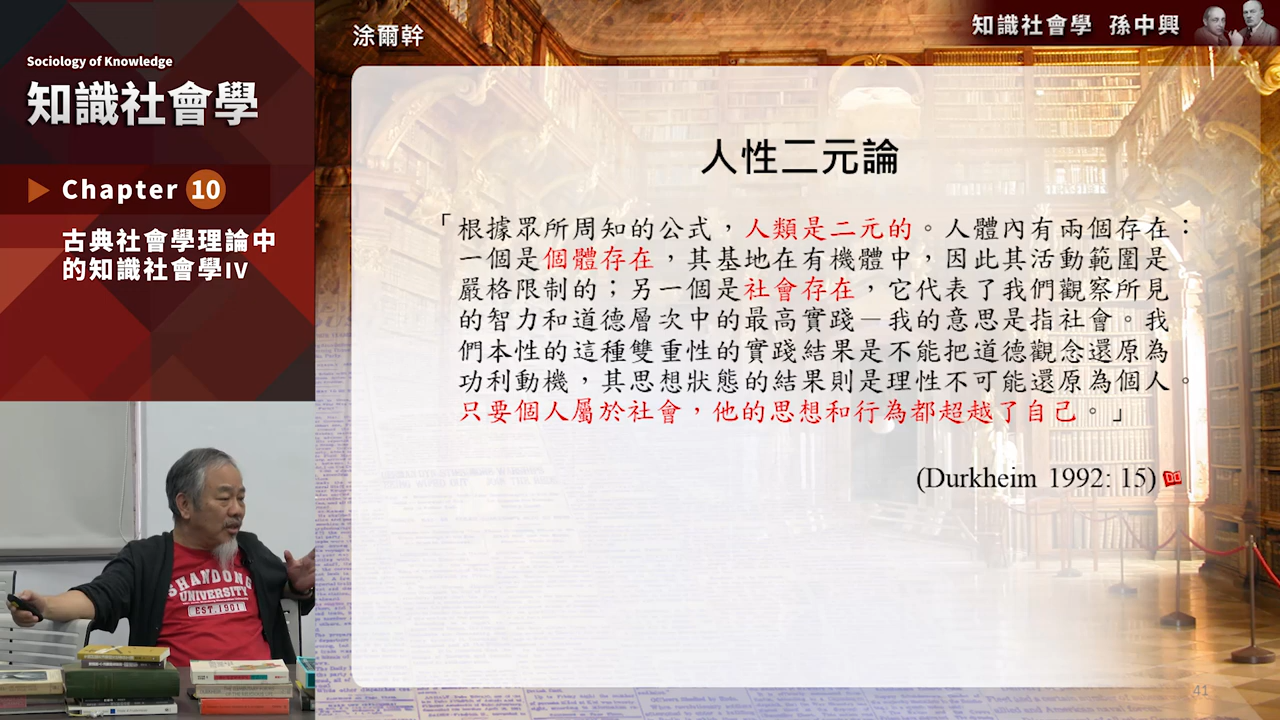 Sociology of Knowledge
知識社會學
Chapter 10
古典社會學理論中
的知識社會學IV
涂爾幹
知識社會學 孫中興
人性二元論
「根據眾所周知的公式，人類是二元的。人體內有兩個存在：
一個是個體存在，其基地在有機體中，因此其活動範圍是
嚴格限制的；另一個是社會存在，它代表了我們觀察所見
的智力和道德層次中的最高實踐－我的意思是指社會。我
們本性的這種雙重性的實踐結果是不能把道德觀念還原為
功利動機，其思想狀態的結果則是理性不可能還原為個人。
只要個人屬於社會，他的思想和行為都超越了自己。」
(Durkheim 1992: 15)
SHANDONG
UNIVERSITY
EST.1901
41